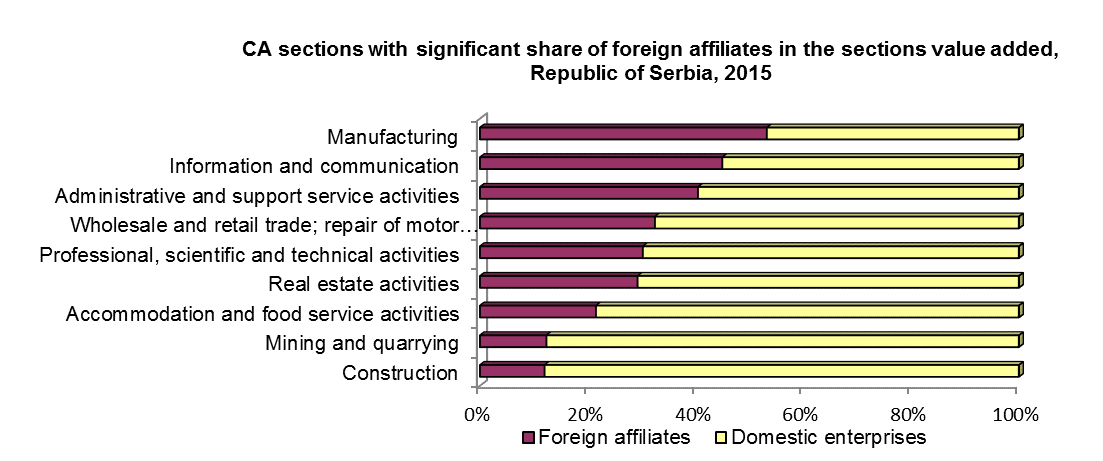 CA sections with significant share of foreign affiliates in the sections value added,
Republic of Serbia, 2015
Manufacturing
Information and communication
Administrative and support service activities
Wholesale and retail trade; repair of motor…
Professional, scientific and technical activities
Real estate activities
Accommodation and food service activities
Mining and quarrying
Construction
0% 20% 40% 60% 80% 100%
Foreign affiliates Domestic enterprises